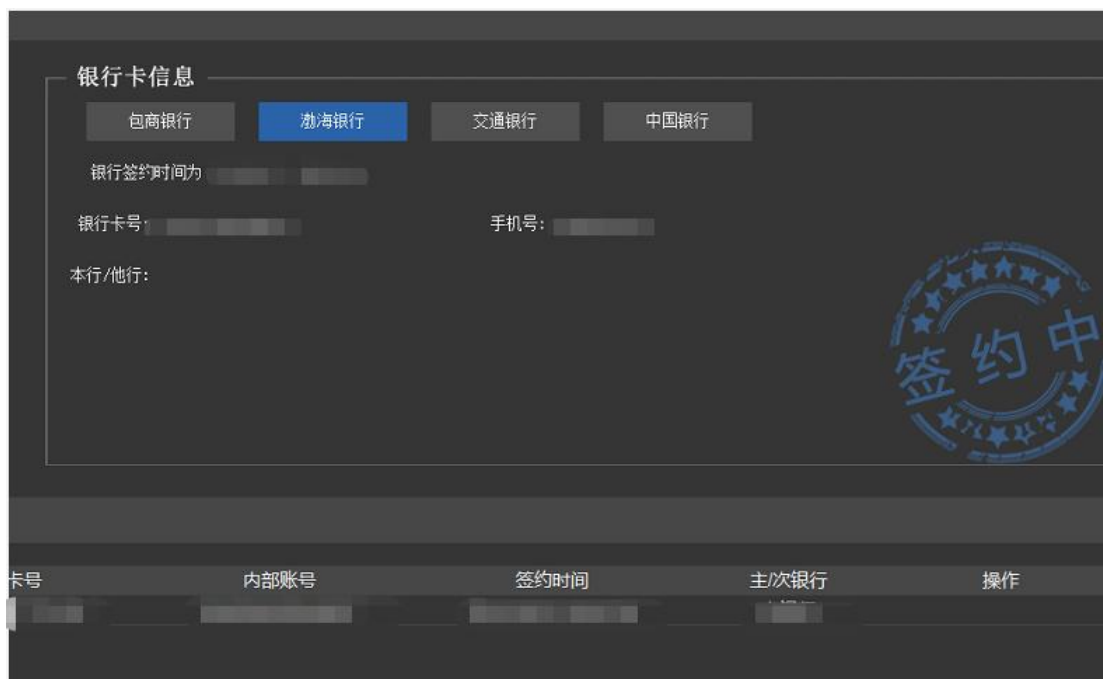 银行卡信息
包商银行 渤海银行 交通银行 中国银行
银行签约时间为
银行卡号: 手机号:
本行/他行:
签约中
卡号 内部账号 签约时间 主/次银行 操作